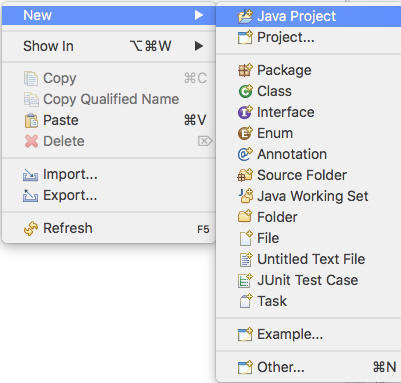 New
Show In ⌥⌘W
Copy ⌘C
Copy Qualified Name
Paste ⌘V
Delete ⌦
Import...
Export...
Refresh F5
Java Project
Project...
Package
Class
Interface
Enum
Annotation
Source Folder
Java Working Set
Folder
File
Untitled Text File
JUnit Test Case
Task
Example...
Other... ⌘N